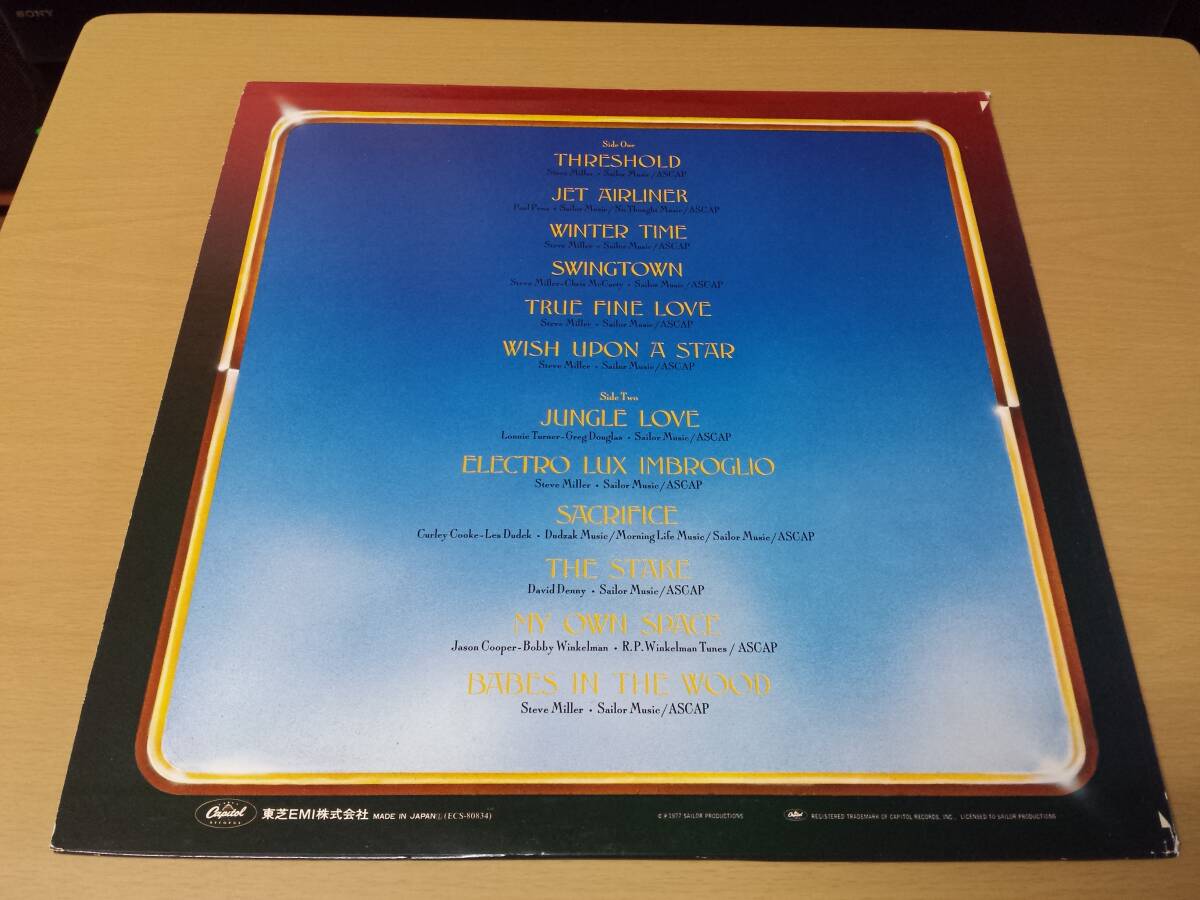 SONY
Side One
THRESHOLD
Steve Miller • Sailor Music/ASCAP
JET AIRLINER
Paul Pena • Sailor Music/No Thought Music/ASCAP
WINTER TIME
Steve Miller • Sailor Music/ASCAP
SWINGTOWN
Steve Miller-Chris McCarty • Sailor Music/ASCAP
TRUE FINE LOVE
Steve Miller • Sailor Music/ASCAP
WISH UPON A STAR
Steve Miller • Sailor Music/ASCAP
Side Two
JUNGLE LOVE
Lonnie Turner-Greg Douglas • Sailor Music/ASCAP
ELECTRO LUX IMBROGLIO
Steve Miller • Sailor Music/ASCAP
SACRIFICE
Curley Cooke-Les Dudek • Dudzak Music/Morning Life Music/Sailor Music/ASCAP
THE STAKE
David Denny • Sailor Music/ASCAP
MY OWN SPACE
Jason Cooper-Bobby Winkelman • R.P.Winkelman Tunes / ASCAP
BABES IN THE WOOD
Steve Miller • Sailor Music/ASCAP
Capitol RECORDS 東芝EMI株式会社 MADE IN JAPAN (ECS-80834)
© ℗ 1977 SAILOR PRODUCTIONS
Capitol REGISTERED TRADEMARK OF CAPITOL RECORDS, INC., LICENSED TO SAILOR PRODUCTIONS